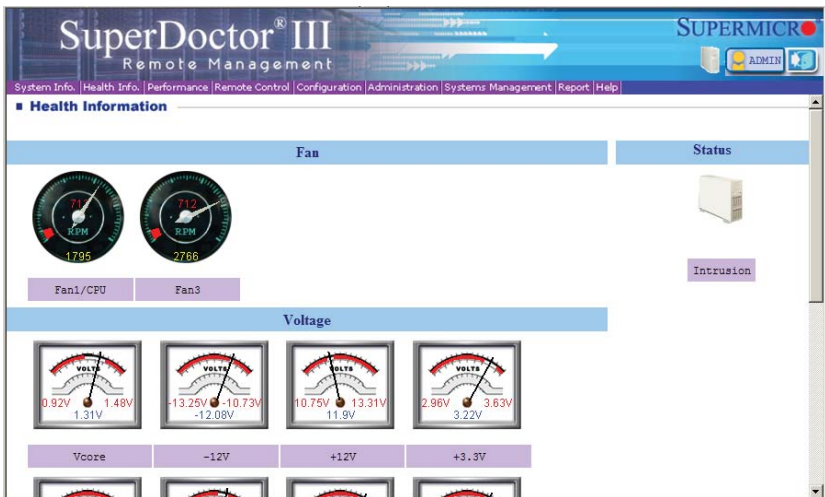 SuperDoctor® III
Remote Management
SUPERMICRO®
ADMIN
System Info. Health Info. Performance Remote Control Configuration Administration Systems Management Report Help
Health Information
Fan
Status
712
RPM
1795
712
RPM
2766
Fan1/CPU
Fan3
Intrusion
Voltage
VOLTS
0.92V 1.48V
1.31V
VOLTS
-13.25V -10.73V
-12.08V
VOLTS
10.75V 13.31V
11.9V
VOLTS
2.96V 3.63V
3.22V
Vcore
-12V
+12V
+3.3V